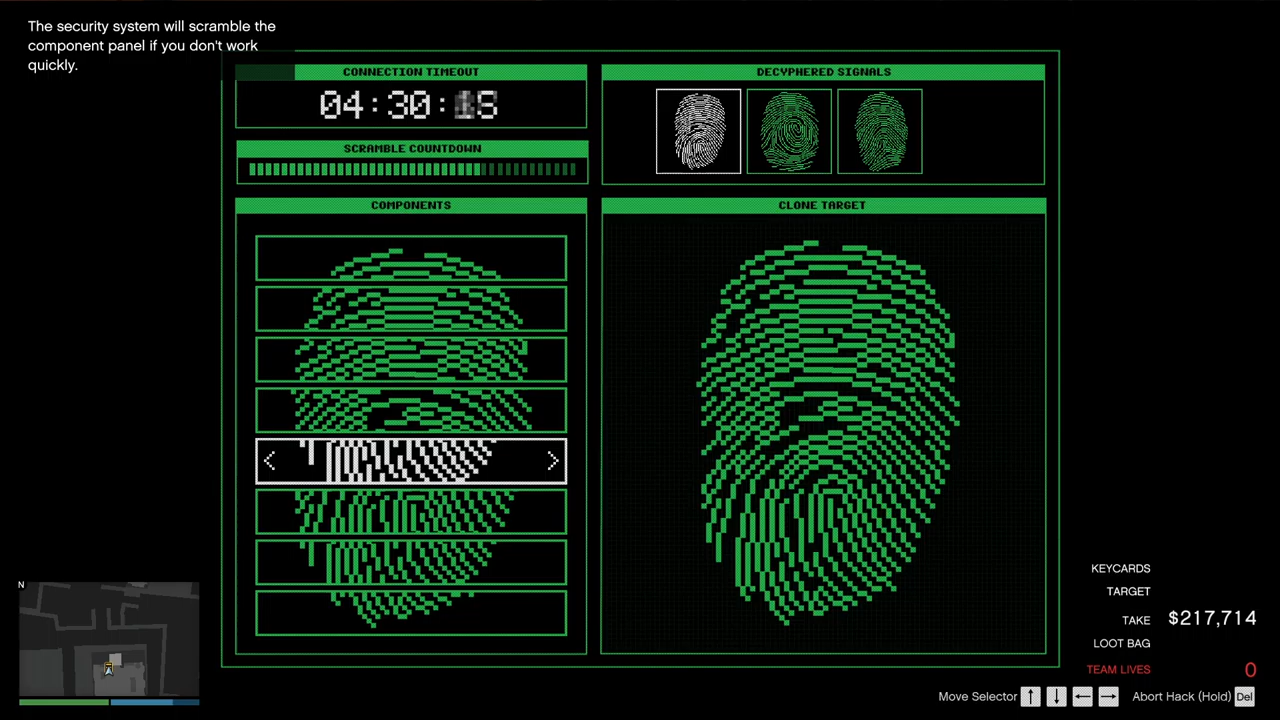 The security system will scramble the
component panel if you don't work
quickly.
CONNECTION TIMEOUT
04:30:
SCRAMBLE COUNTDOWN
DECYPHERED SIGNALS
COMPONENTS
CLONE TARGET
N
KEYCARDS
TARGET
TAKE $217,714
LOOT BAG
TEAM LIVES 0
Move Selector ↑ ↓ ← → Abort Hack (Hold) Del